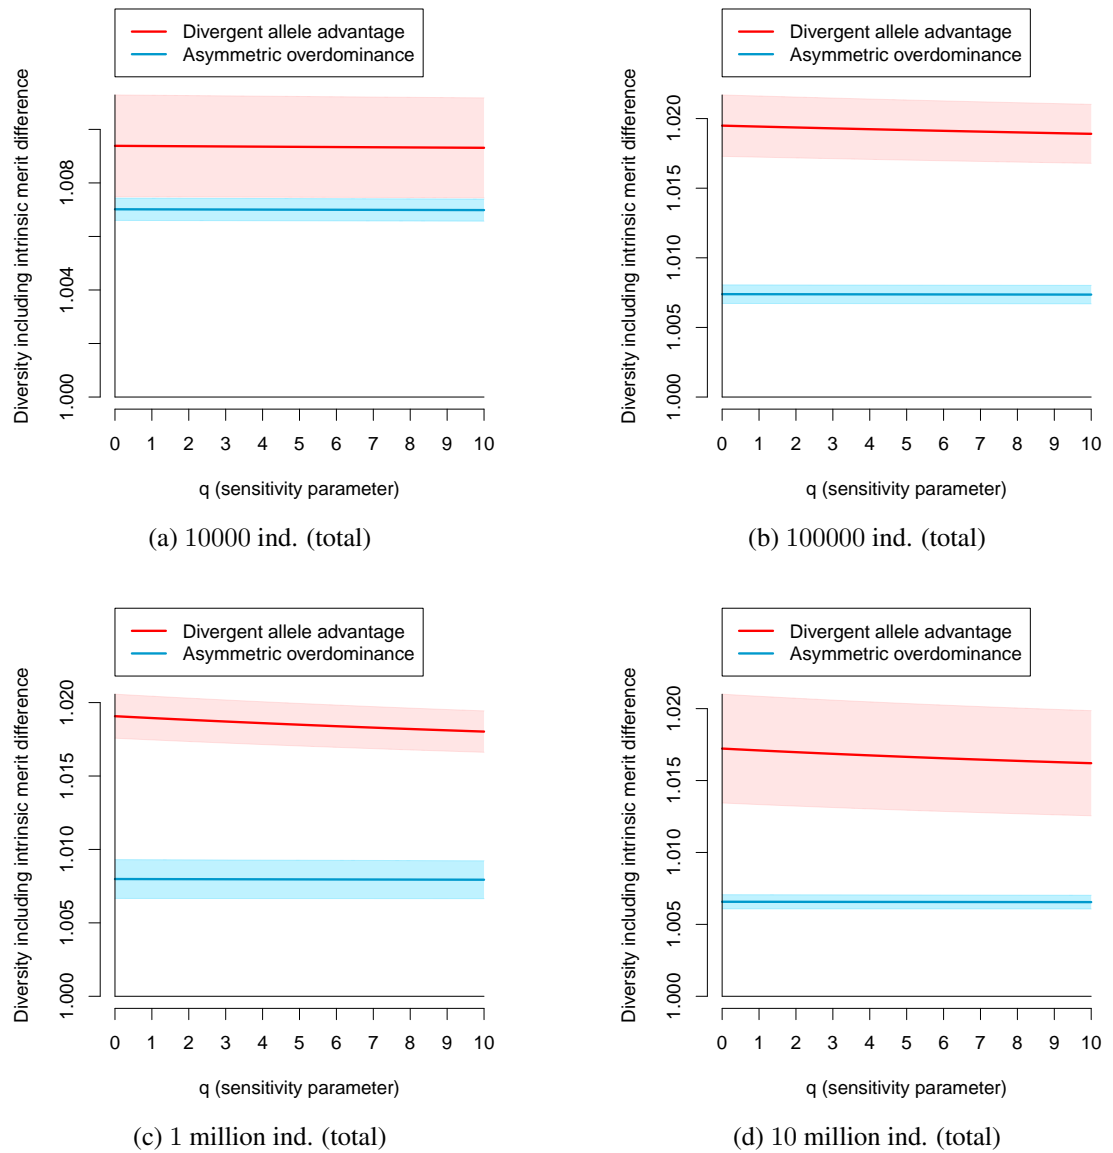 Divergent allele advantage
Asymmetric overdominance
Diversity including intrinsic merit difference
1.000 1.004 1.008
0 1 2 3 4 5 6 7 8 9 10
q (sensitivity parameter)
(a) 10000 ind. (total)
Divergent allele advantage
Asymmetric overdominance
Diversity including intrinsic merit difference
1.000 1.005 1.010 1.015 1.020
0 1 2 3 4 5 6 7 8 9 10
q (sensitivity parameter)
(b) 100000 ind. (total)
Divergent allele advantage
Asymmetric overdominance
Diversity including intrinsic merit difference
1.000 1.005 1.010 1.015 1.020
0 1 2 3 4 5 6 7 8 9 10
q (sensitivity parameter)
(c) 1 million ind. (total)
Divergent allele advantage
Asymmetric overdominance
Diversity including intrinsic merit difference
1.000 1.005 1.010 1.015 1.020
0 1 2 3 4 5 6 7 8 9 10
q (sensitivity parameter)
(d) 10 million ind. (total)